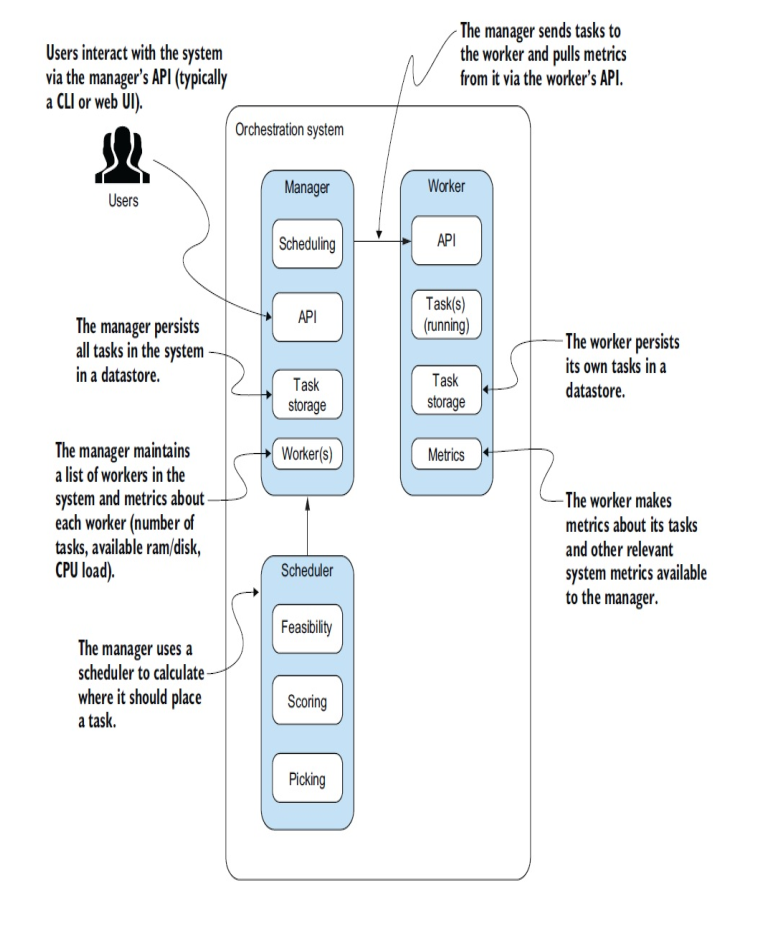 The manager sends tasks to
the worker and pulls metrics
from it via the worker's API.
Users interact with the system
via the manager's API (typically
a CLI or web UI).
Users
Orchestration system
Manager
Scheduling
API
Task
storage
Worker(s)
Worker
API
Task(s)
(running)
Task
storage
Metrics
The manager persists
all tasks in the system
in a datastore.
The worker persists
its own tasks in a
datastore.
The manager maintains
a list of workers in the
system and metrics about
each worker (number of
tasks, available ram/disk,
CPU load).
The worker makes
metrics about its tasks
and other relevant
system metrics available
to the manager.
Scheduler
Feasibility
Scoring
Picking
The manager uses a
scheduler to calculate
where it should place
a task.